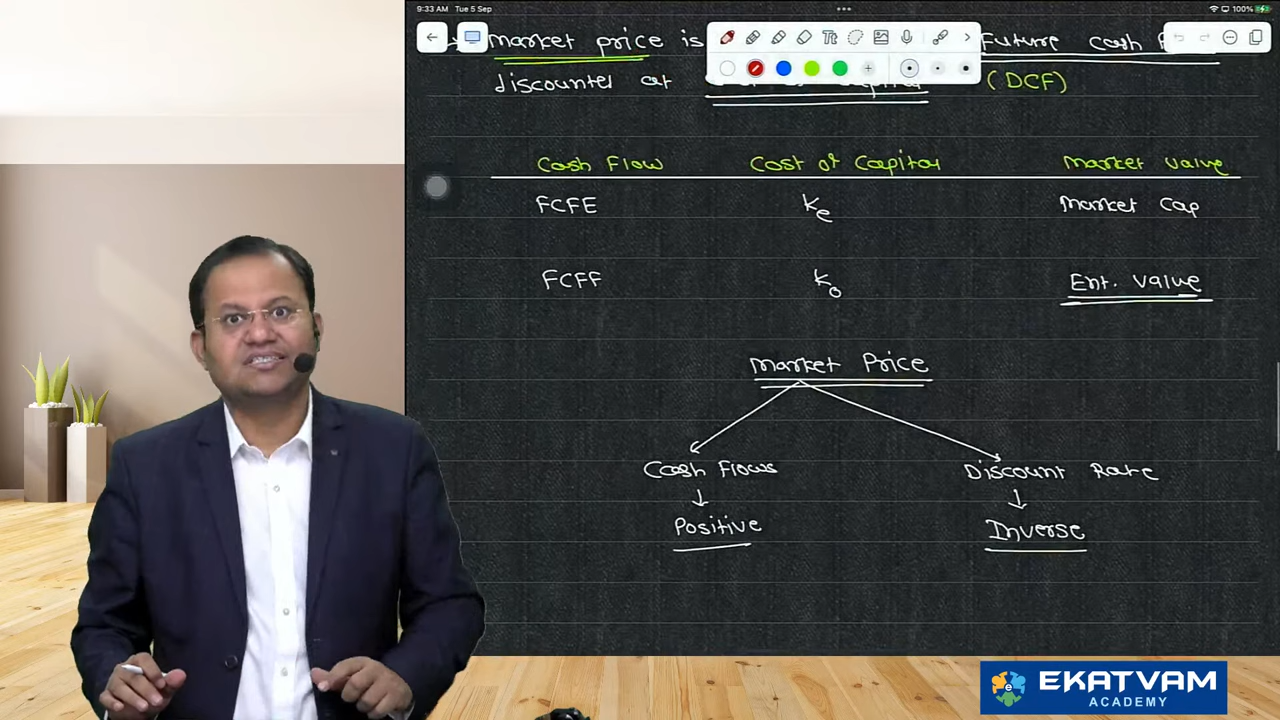 9:33 AM Tue 5 Sep
100%
Market price is Future cash
discounted at (DCF)
Cash Flow Cost of Capital Market Value
FCFE Ke Market Cap
FCFF Ko Ent. Value
Market Price
Cash Flows Discount Rate
Positive Inverse
EKATVAM
ACADEMY